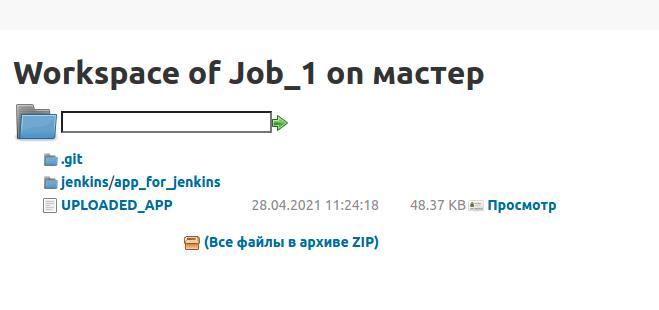 Workspace of Job_1 on мастер
.git
jenkins/app_for_jenkins
UPLOADED_APP 28.04.2021 11:24:18 48.37 KB Просмотр
(Все файлы в архиве ZIP)